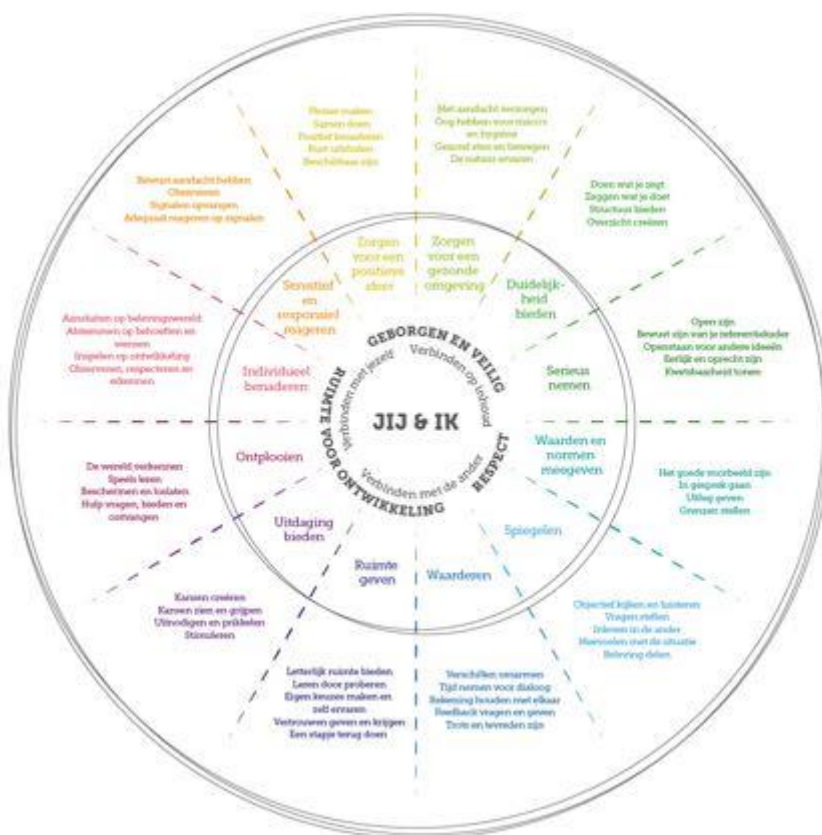 JIJ & IK
Verbinden met jezelf
Verbinden op inhoud
Verbinden met de ander
GEBORGEN EN VEILIG
RESPECT
RUIMTE VOOR ONTWIKKELING
Zorgen
voor een
gezonde
omgeving
Met aandacht verzorgen
Oog hebben voor risico's
en hygiëne
Gezond eten en bewegen
De natuur ervaren
Duidelijk-
heid
bieden
Doen wat je zegt
Zeggen wat je doet
Structuur bieden
Overzicht creëren
Serieus
nemen
Open zijn
Bewust zijn van je referentiekader
Openstaan voor andere ideeën
Eerlijk en oprecht zijn
Kwetsbaarheid tonen
Waarden en
normen
meegeven
Het goede voorbeeld zijn
In gesprek gaan
Uitleg geven
Grenzen stellen
Spiegelen
Objectief kijken en luisteren
Vragen stellen
Inleven in de ander
Meevoelen met de situatie
Beleving delen
Waarderen
Verschillen omarmen
Tijd nemen voor dialoog
Rekening houden met elkaar
Feedback vragen en geven
Trots en tevreden zijn
Ruimte
geven
Letterlijk ruimte bieden
Leren door proberen
Eigen keuzes maken en
zelf ervaren
Vertrouwen geven en krijgen
Een stapje terug doen
Uitdaging
bieden
Kansen creëren
Kansen zien en grijpen
Uitnodigen en prikkelen
Stimuleren
Ontplooien
De wereld verkennen
Speels leren
Beschermen en loslaten
Hulp vragen, bieden en
ontvangen
Individueel
benaderen
Aansluiten op belevingswereld
Afstemmen op behoeften en
wensen
Inspelen op ontwikkeling
Observeren, respecteren en
erkennen
Sensitief
en
responsief
reageren
Bewust aandacht hebben
Observeren
Signalen opvangen
Adequaat reageren op signalen
Zorgen
voor een
positieve
sfeer
Plezier maken
Samen doen
Positief benaderen
Rust uitstralen
Beschikbaar zijn